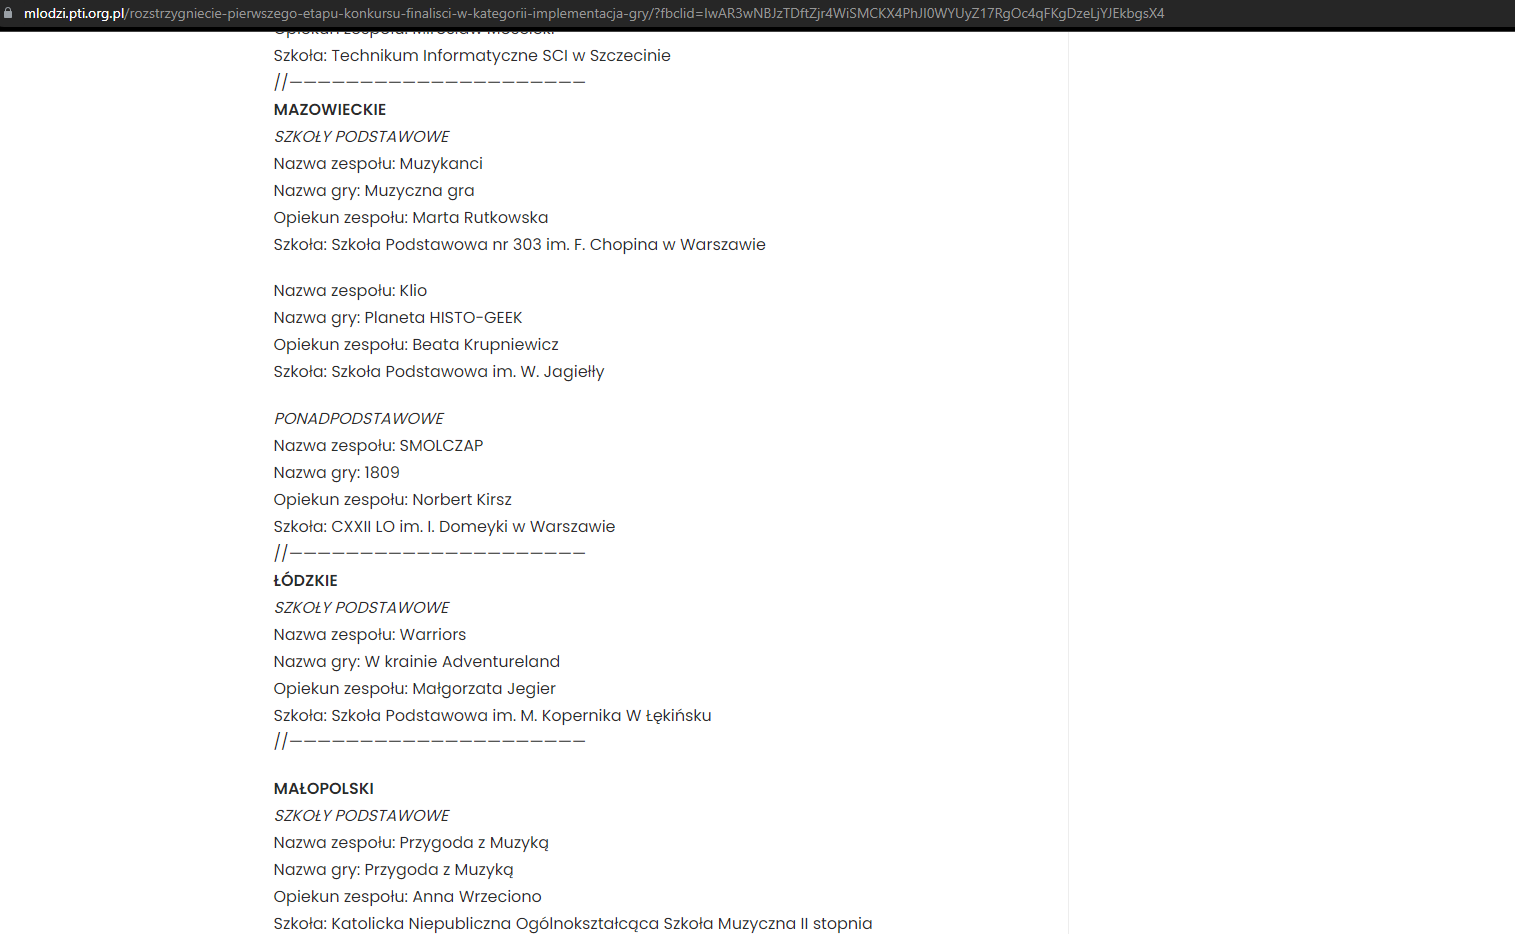 mlodzi.pti.org.pl/rozstrzygniecie-pierwszego-etapu-konkursu-finalisci-w-kategorii-implementacja-gry/?fbclid=IwAR3wNBJzTDftZjr4WiSMCKX4PhJI0WYUyZ17RgOc4qFKgDzeLjYJEkbgsX4
Opiekun zespołu: Mirosław Mościcki
Szkoła: Technikum Informatyczne SCI w Szczecinie
//—————————————————————
MAZOWIECKIE
SZKOŁY PODSTAWOWE
Nazwa zespołu: Muzykanci
Nazwa gry: Muzyczna gra
Opiekun zespołu: Marta Rutkowska
Szkoła: Szkoła Podstawowa nr 303 im. F. Chopina w Warszawie
Nazwa zespołu: Klio
Nazwa gry: Planeta HISTO-GEEK
Opiekun zespołu: Beata Krupniewicz
Szkoła: Szkoła Podstawowa im. W. Jagiełły
PONADPODSTAWOWE
Nazwa zespołu: SMOLCZAP
Nazwa gry: 1809
Opiekun zespołu: Norbert Kirsz
Szkoła: CXXII LO im. I. Domeyki w Warszawie
//—————————————————————
ŁÓDZKIE
SZKOŁY PODSTAWOWE
Nazwa zespołu: Warriors
Nazwa gry: W krainie Adventureland
Opiekun zespołu: Małgorzata Jegier
Szkoła: Szkoła Podstawowa im. M. Kopernika W Łękińsku
//—————————————————————
MAŁOPOLSKI
SZKOŁY PODSTAWOWE
Nazwa zespołu: Przygoda z Muzyką
Nazwa gry: Przygoda z Muzyką
Opiekun zespołu: Anna Wrzeciono
Szkoła: Katolicka Niepubliczna Ogólnokształcąca Szkoła Muzyczna II stopnia